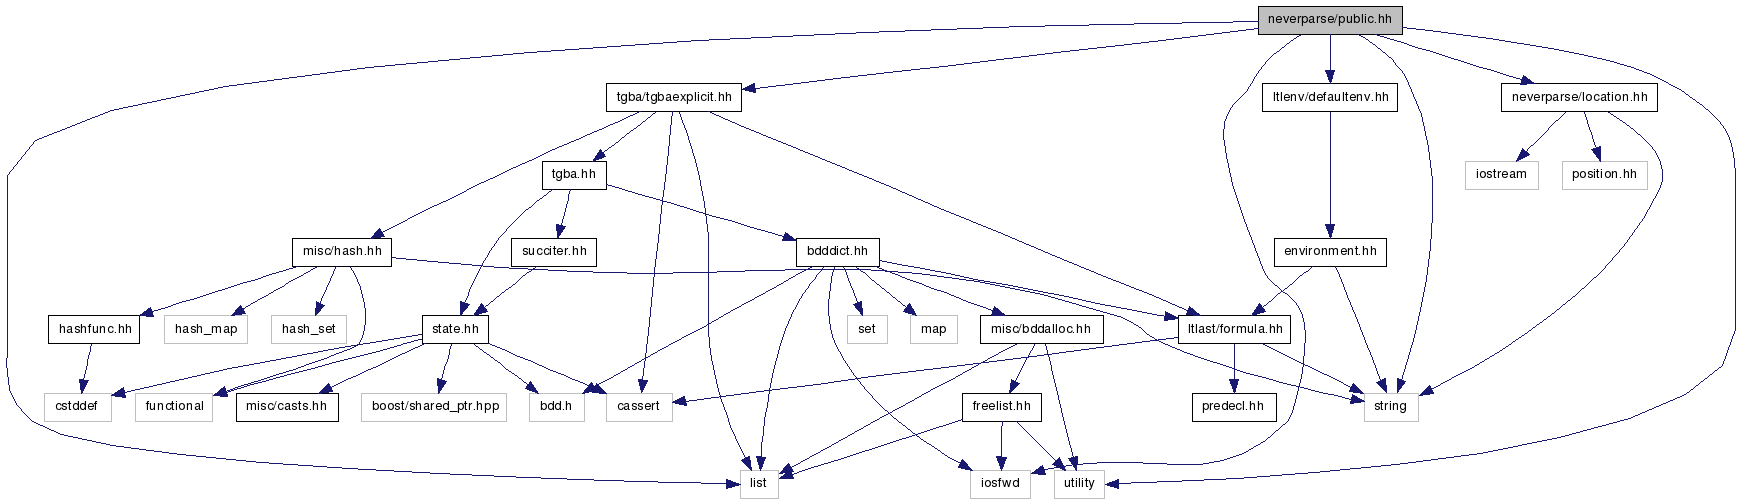 neverparse/public.hh
tgba/tgbaexplicit.hh
ltlenv/defaultenv.hh
neverparse/location.hh
tgba.hh
iostream
position.hh
misc/hash.hh
succiter.hh
bdddict.hh
environment.hh
hashfunc.hh
hash_map
hash_set
state.hh
set
map
misc/bddalloc.hh
ltlast/formula.hh
cstddef
functional
misc/casts.hh
boost/shared_ptr.hpp
bdd.h
cassert
freelist.hh
predecl.hh
string
list
iosfwd
utility